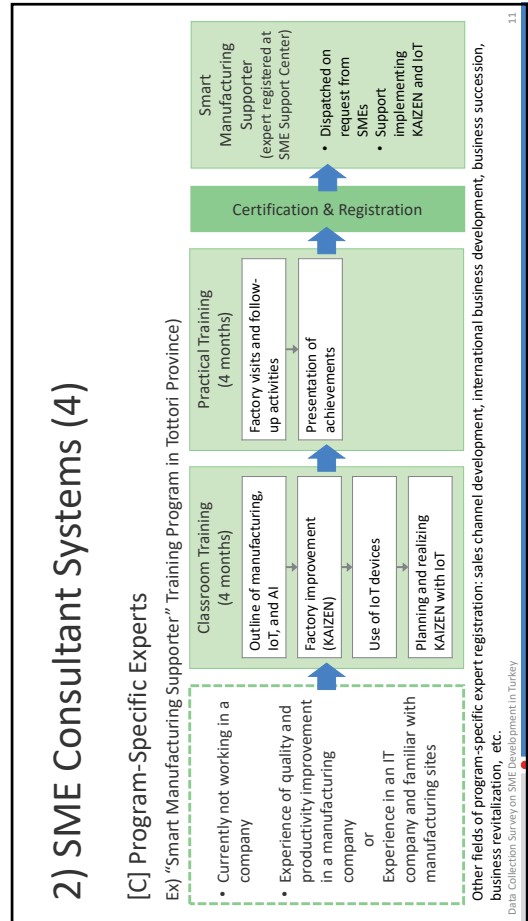 2) SME Consultant Systems (4)
[C] Program-Specific Experts
Ex) “Smart Manufacturing Supporter” Training Program in Tottori Province)
• Currently not working in a
company
• Experience of quality and
productivity improvement
in a manufacturing
company
or
Experience in an IT
company and familiar with
manufacturing sites
Classroom Training
(4 months)
Outline of manufacturing,
IoT, and AI
Factory improvement
(KAIZEN)
Use of IoT devices
Planning and realizing
KAIZEN with IoT
Practical Training
(4 months)
Factory visits and follow-
up activities
Presentation of
achievements
Certification & Registration
Smart
Manufacturing
Supporter
(expert registered at
SME Support Center)
• Dispatched on
request from
SMEs
• Support
implementing
KAIZEN and IoT
Other fields of program-specific expert registration: sales channel development, international business development, business succession,
business revitalization, etc.
Data Collection Survey on SME Development in Turkey
11